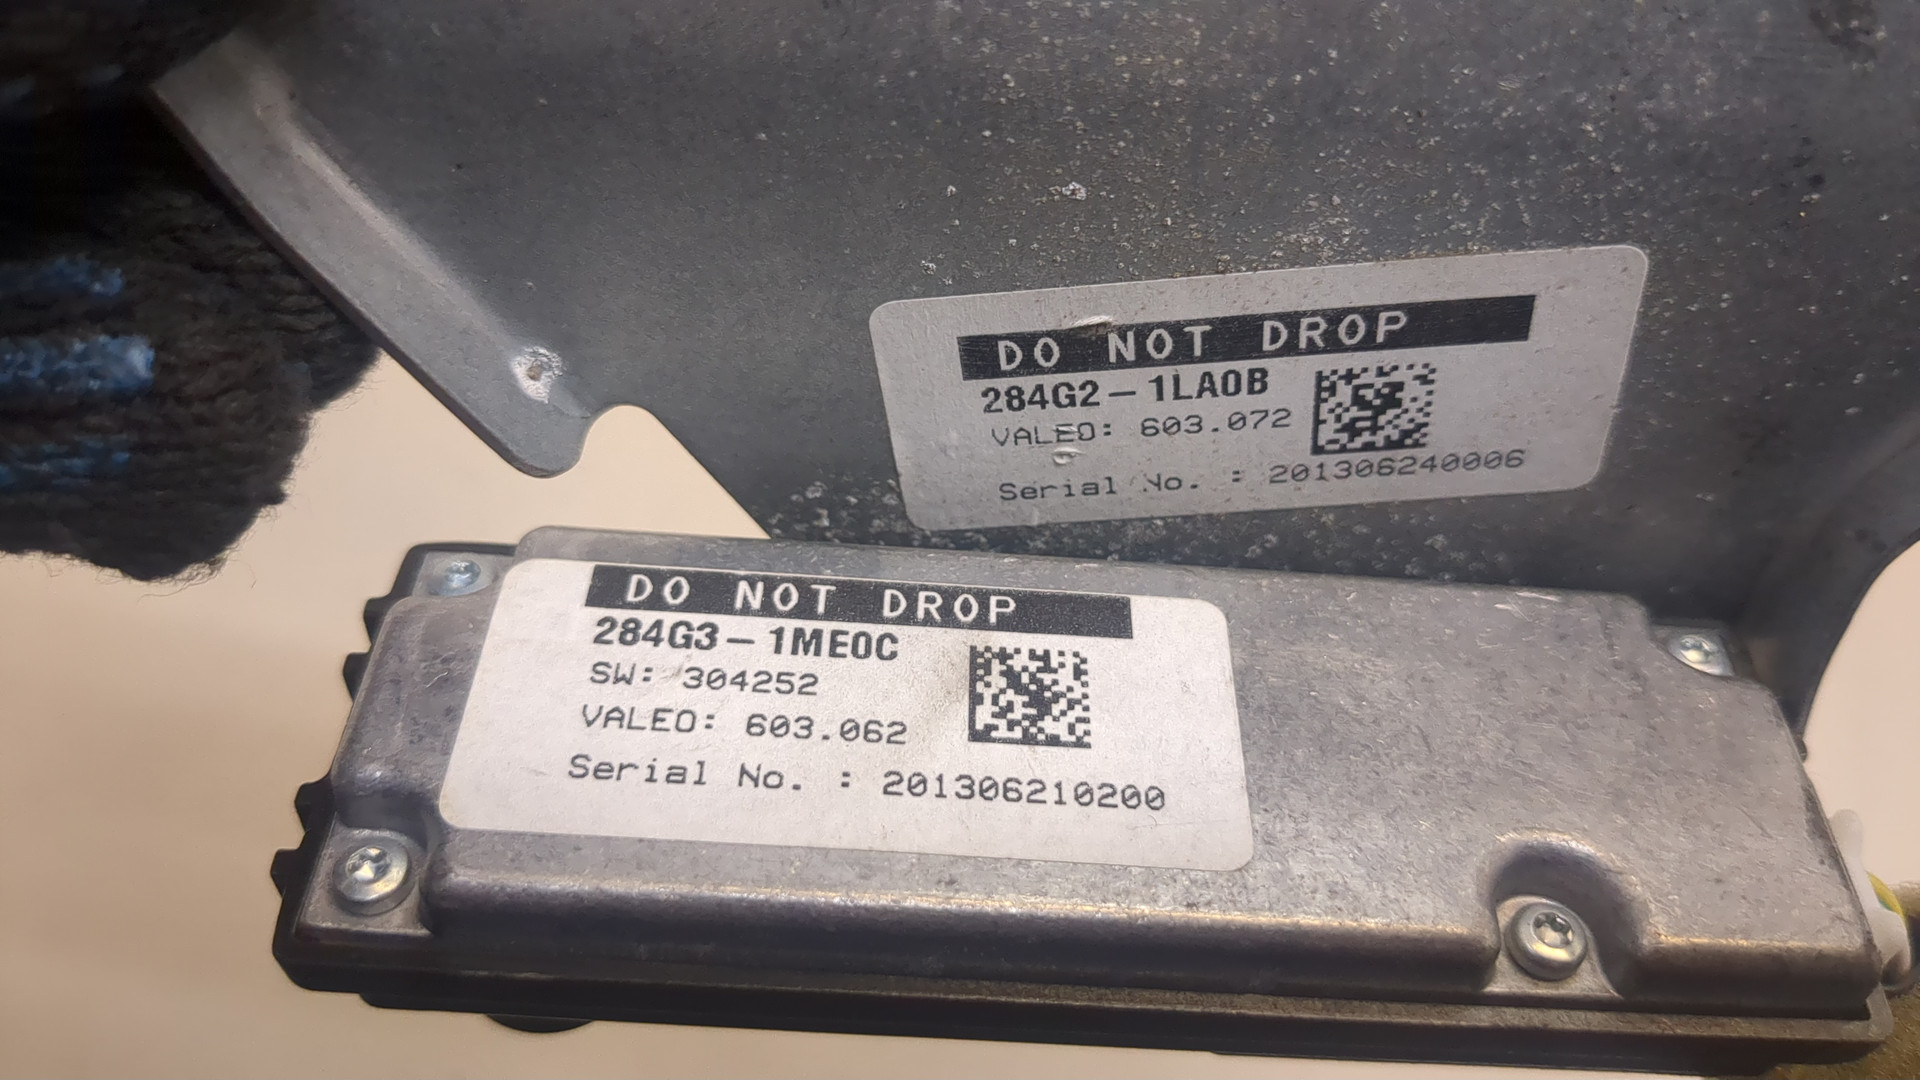 DO NOT DROP
284G2-1LA0B
VALEO: 603.072
Serial No. : 201306240006
DO NOT DROP
284G3-1ME0C
SW: 304252
VALEO: 603.062
Serial No. : 201306210200